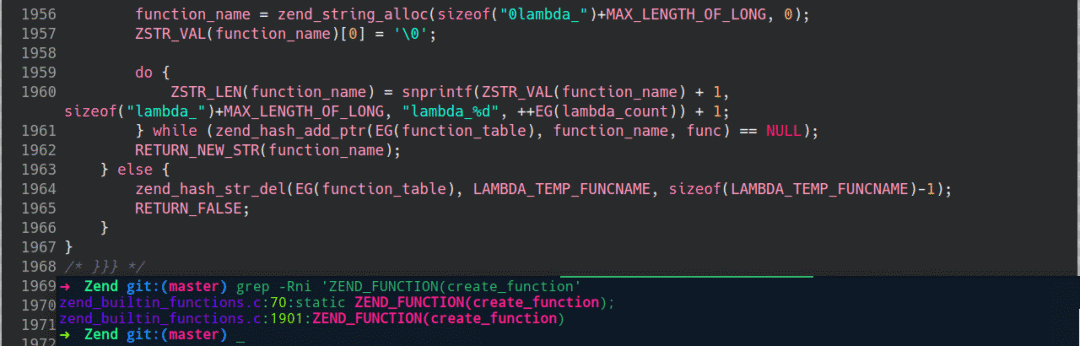 1956 function_name = zend_string_alloc(sizeof("0lambda_")+MAX_LENGTH_OF_LONG, 0);
1957 ZSTR_VAL(function_name)[0] = '\0';
1958
1959 do {
1960 ZSTR_LEN(function_name) = snprintf(ZSTR_VAL(function_name) + 1,
sizeof("lambda_")+MAX_LENGTH_OF_LONG, "lambda_%d", ++EG(lambda_count)) + 1;
1961 } while (zend_hash_add_ptr(EG(function_table), function_name, func) == NULL);
1962 RETURN_NEW_STR(function_name);
1963 } else {
1964 zend_hash_str_del(EG(function_table), LAMBDA_TEMP_FUNCNAME, sizeof(LAMBDA_TEMP_FUNCNAME)-1);
1965 RETURN_FALSE;
1966 }
1967 }
1968 /* }}} */
1969 ➜ Zend git:(master) grep -Rni 'ZEND_FUNCTION(create_function'
1970 zend_builtin_functions.c:70:static ZEND_FUNCTION(create_function);
1971 zend_builtin_functions.c:1901:ZEND_FUNCTION(create_function)
➜ Zend git:(master) _
1972